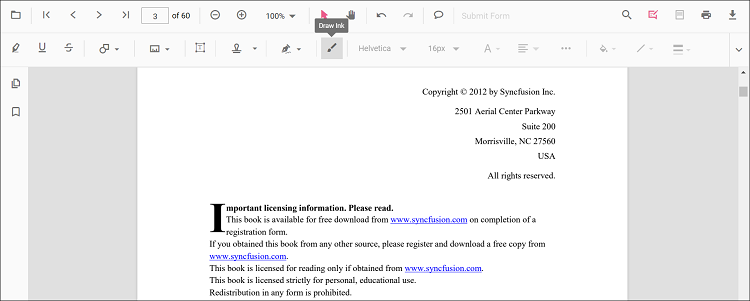 3 of 60
100%
Submit Form
Draw Ink
Helvetica
16px
Copyright © 2012 by Syncfusion Inc.
2501 Aerial Center Parkway
Suite 200
Morrisville, NC 27560
USA
All rights reserved.
Important licensing information. Please read.
This book is available for free download from www.syncfusion.com on completion of a
registration form.
If you obtained this book from any other source, please register and download a free copy from
www.syncfusion.com.
This book is licensed for reading only if obtained from www.syncfusion.com.
This book is licensed strictly for personal, educational use.
Redistribution in any form is prohibited.